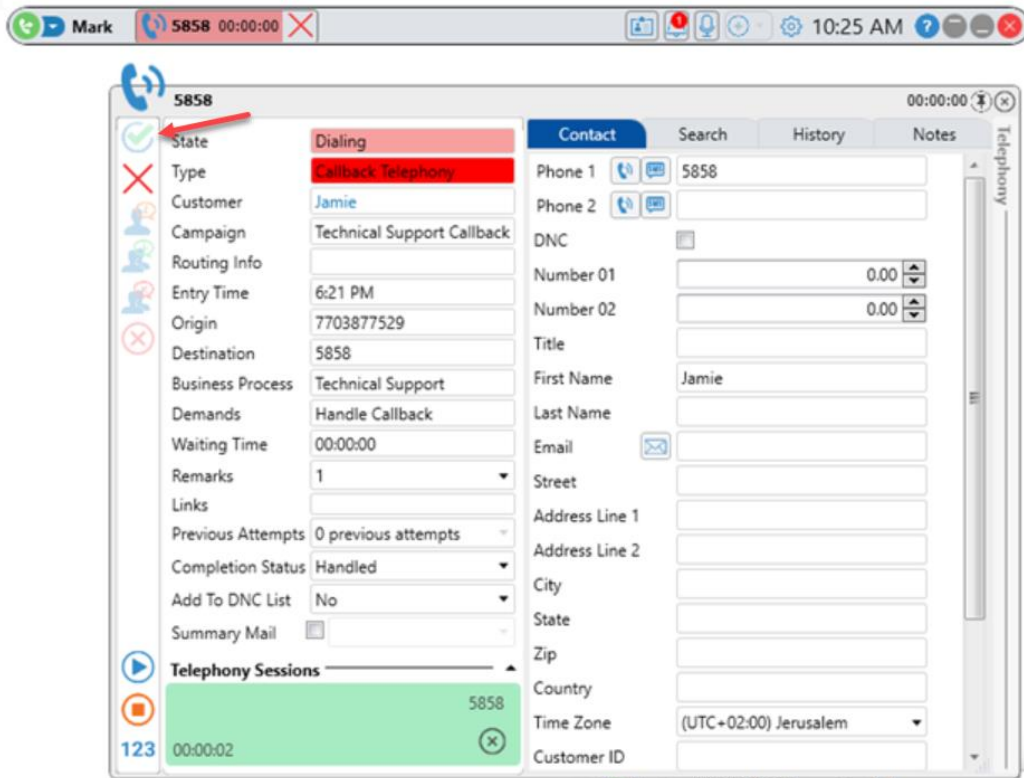 Mark 5858 00:00:00 1 10:25 AM ?
5858 00:00:00
State Dialing
Type Callback Telephony
Customer Jamie
Campaign Technical Support Callback
Routing Info
Entry Time 6:21 PM
Origin 7703877529
Destination 5858
Business Process Technical Support
Demands Handle Callback
Waiting Time 00:00:00
Remarks 1
Links
Previous Attempts 0 previous attempts
Completion Status Handled
Add To DNC List No
Summary Mail
Telephony Sessions
5858
00:00:02
123
Contact Search History Notes
Phone 1 5858
Phone 2
DNC
Number 01 0.00
Number 02 0.00
Title
First Name Jamie
Last Name
Email
Street
Address Line 1
Address Line 2
City
State
Zip
Country
Time Zone (UTC+02:00) Jerusalem
Customer ID
Telephony